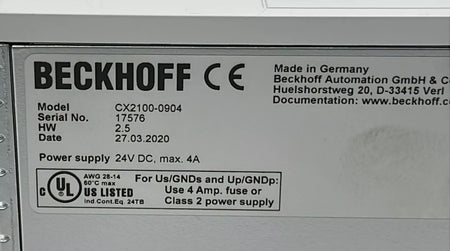 BECKHOFF CE
Made in Germany
Beckhoff Automation GmbH &
Huelshorstweg 20, D-33415 Verl
Documentation: www.beckhoff.c
Model CX2100-0904
Serial No. 17576
HW 2.5
Date 27.03.2020
Power supply 24V DC, max. 4A
C UL US LISTED
AWG 28-14
60°C max
Ind Cont.Eq. 24TB
For Us/GNDs and Up/GNDp:
Use 4 Amp. fuse or
Class 2 power supply